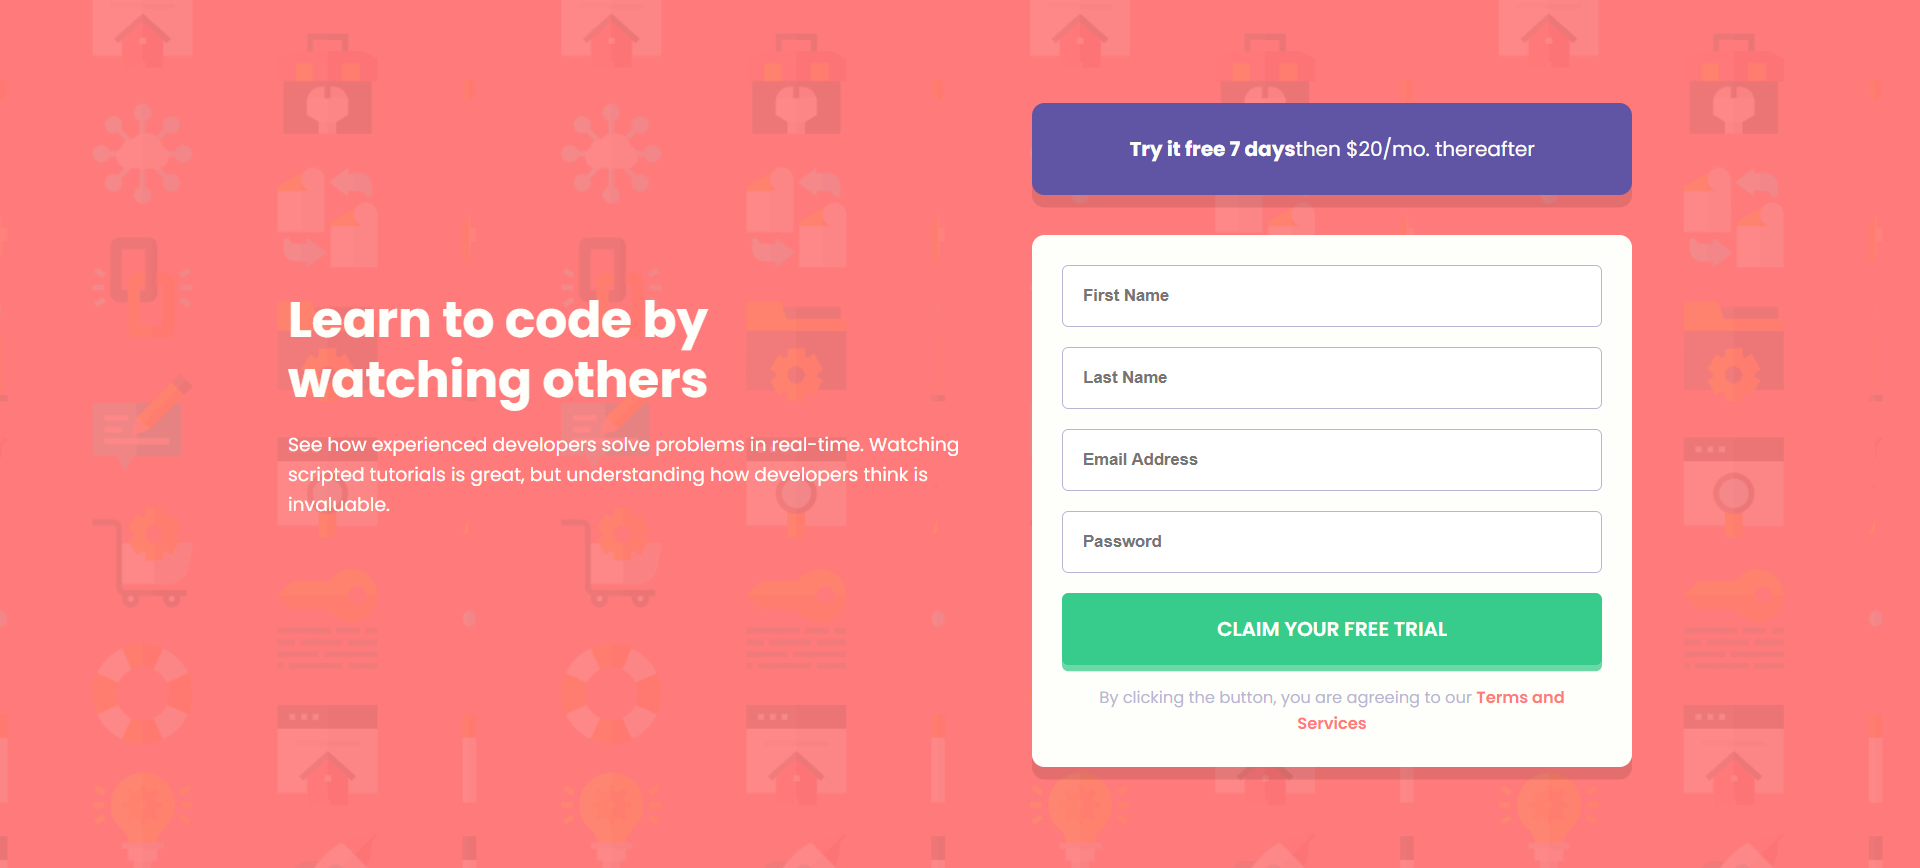 Learn to code by
watching others
See how experienced developers solve problems in real-time. Watching
scripted tutorials is great, but understanding how developers think is
invaluable.
Try it free 7 daysthen $20/mo. thereafter
First Name
Last Name
Email Address
Password
CLAIM YOUR FREE TRIAL
By clicking the button, you are agreeing to our Terms and
Services